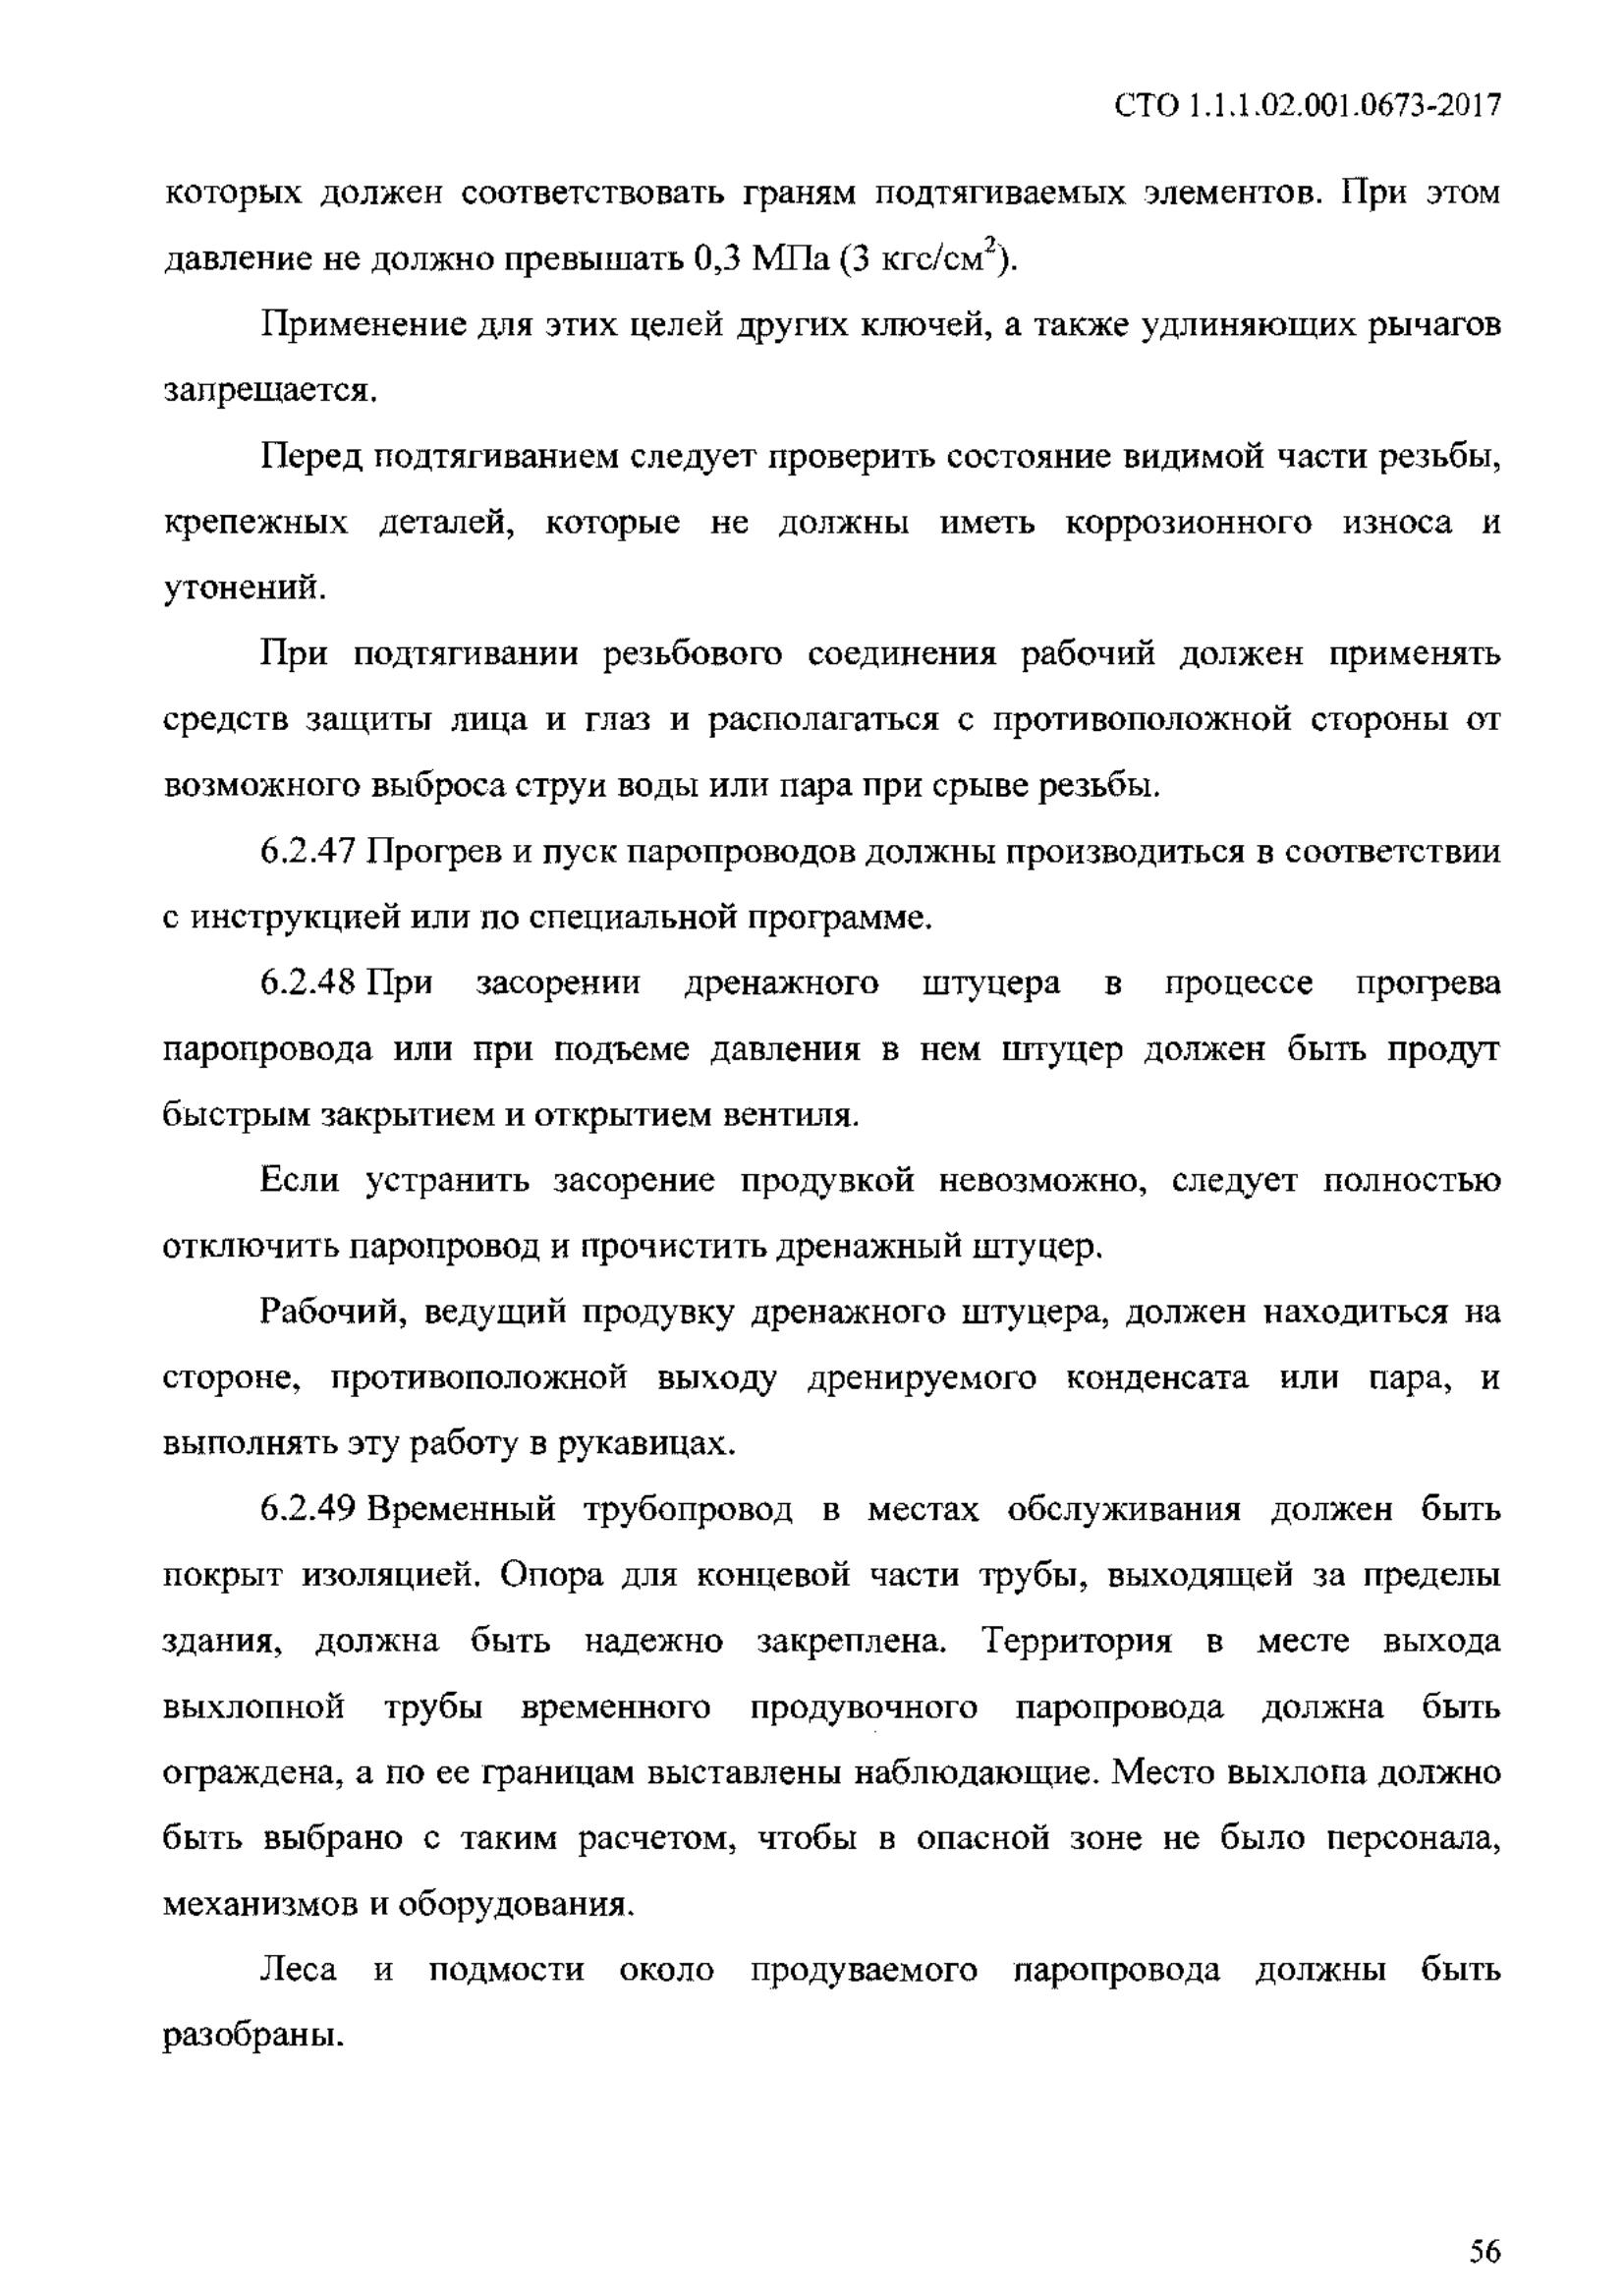 СТО 1.1.1.02.001.0673-2017
которых должен соответствовать граням подтягиваемых элементов. При этом
давление не должно превышать 0,3 МПа (3 кгс/см²).
Применение для этих целей других ключей, а также удлиняющих рычагов
запрещается.
Перед подтягиванием следует проверить состояние видимой части резьбы,
крепежных деталей, которые не должны иметь коррозионного износа и
утонений.
При подтягивании резьбового соединения рабочий должен применять
средств защиты лица и глаз и располагаться с противоположной стороны от
возможного выброса струи воды или пара при срыве резьбы.
6.2.47 Прогрев и пуск паропроводов должны производиться в соответствии
с инструкцией или по специальной программе.
6.2.48 При засорении дренажного штуцера в процессе прогрева
паропровода или при подъеме давления в нем штуцер должен быть продут
быстрым закрытием и открытием вентиля.
Если устранить засорение продувкой невозможно, следует полностью
отключить паропровод и прочистить дренажный штуцер.
Рабочий, ведущий продувку дренажного штуцера, должен находиться на
стороне, противоположной выходу дренируемого конденсата или пара, и
выполнять эту работу в рукавицах.
6.2.49 Временный трубопровод в местах обслуживания должен быть
покрыт изоляцией. Опора для концевой части трубы, выходящей за пределы
здания, должна быть надежно закреплена. Территория в месте выхода
выхлопной трубы временного продувочного паропровода должна быть
ограждена, а по ее границам выставлены наблюдающие. Место выхлопа должно
быть выбрано с таким расчетом, чтобы в опасной зоне не было персонала,
механизмов и оборудования.
Леса и подмости около продуваемого паропровода должны быть
разобраны.
56